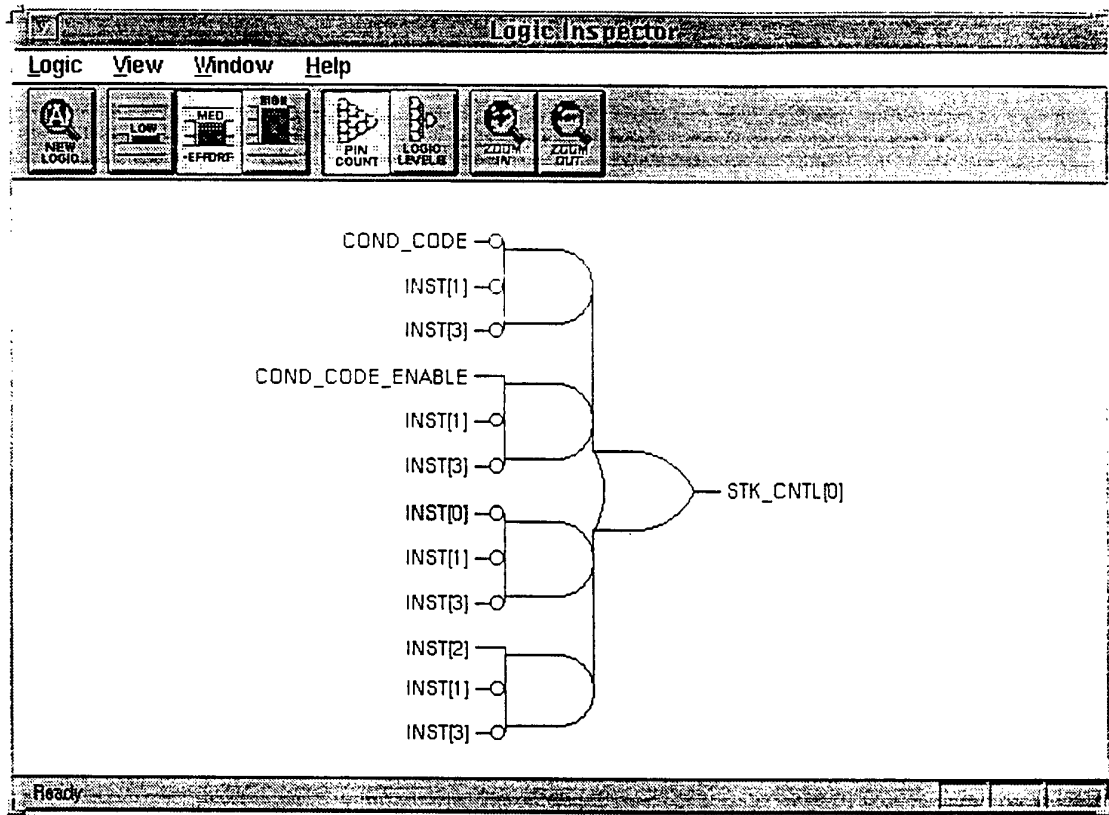 Logic Inspector
Logic View Window Help
NEW LOGIC LOW MED EFFORT HIGH PIN COUNT LOGIC LEVELS ZOOM IN ZOOM OUT
COND_CODE
INST[1]
INST[3]
COND_CODE_ENABLE
INST[1]
INST[3]
STK_CNTL[0]
INST[0]
INST[1]
INST[3]
INST[2]
INST[1]
INST[3]
Ready